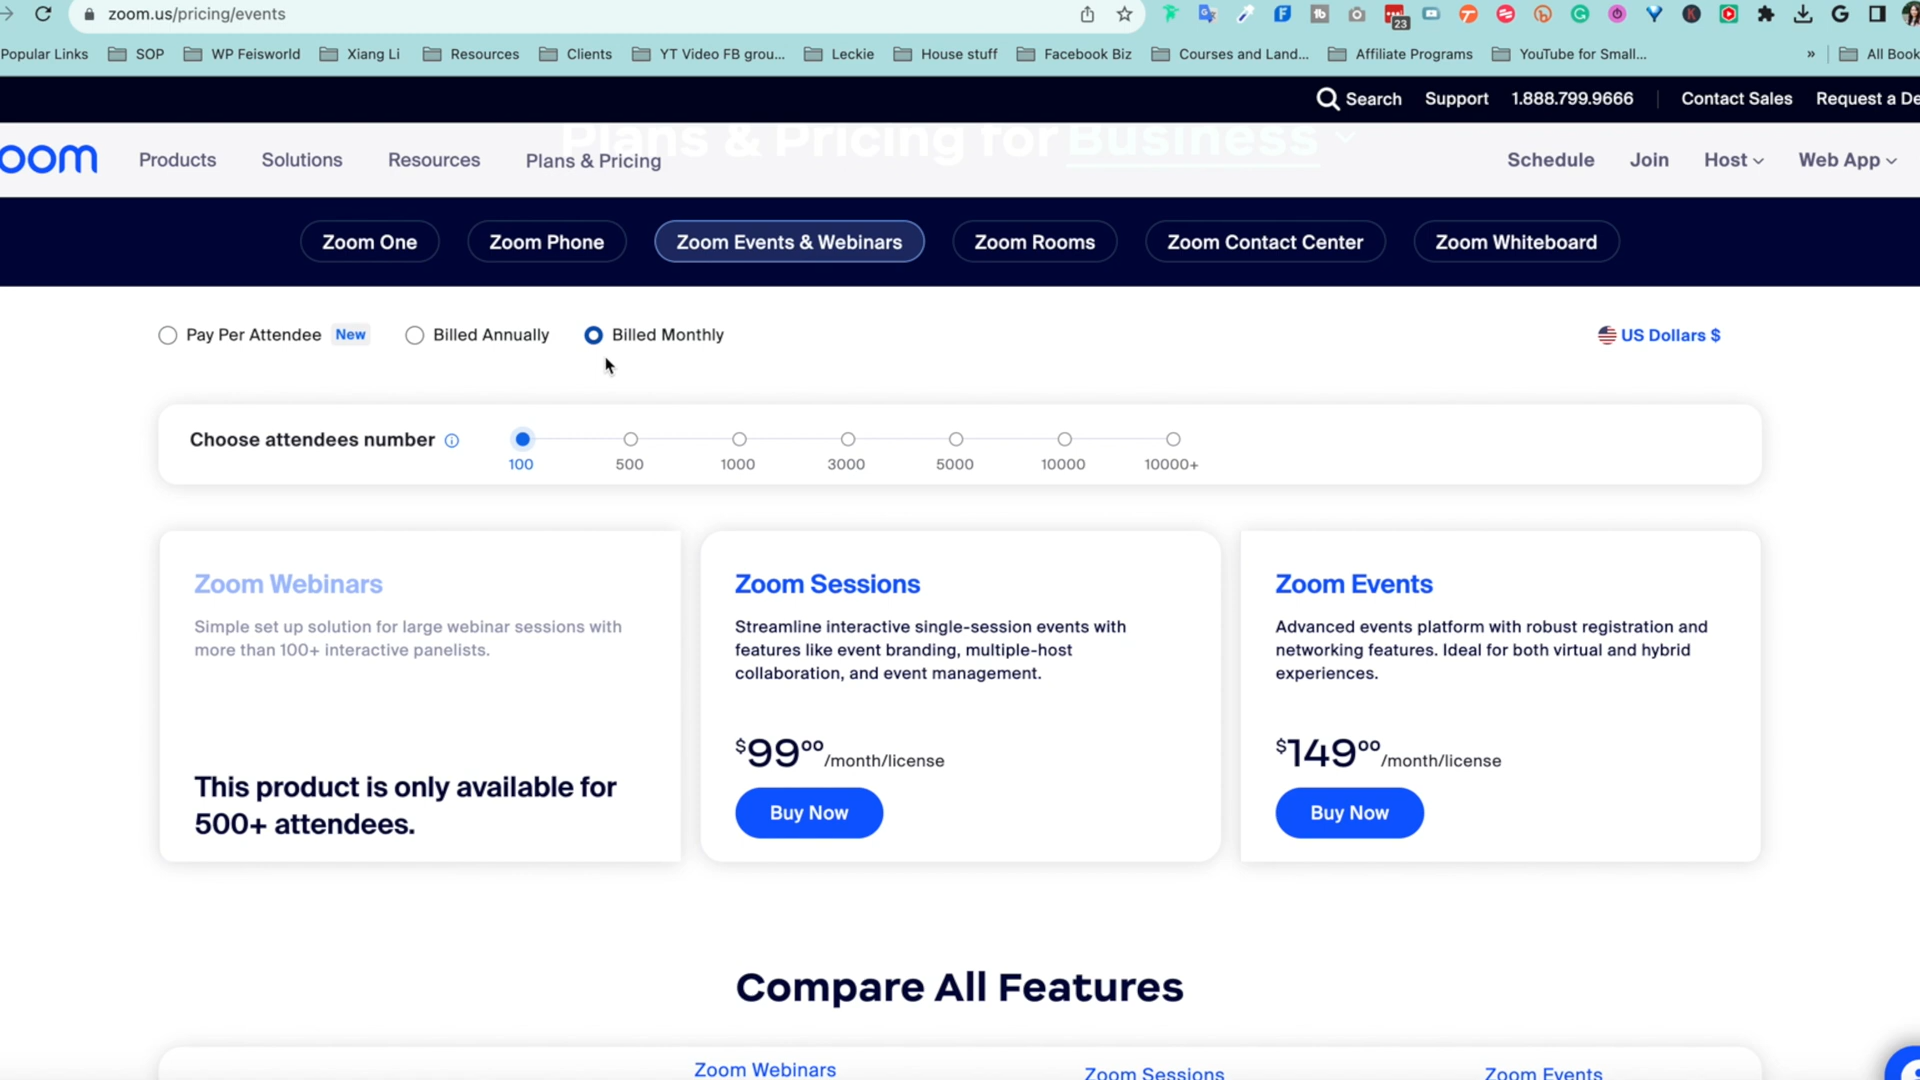 zoom.us/pricing/events
23
Popular Links SOP WP Feisworld Xiang Li Resources Clients YT Video FB grou... Leckie House stuff Facebook Biz Courses and Land... Affiliate Programs YouTube for Small... » All Book
Search Support 1.888.799.9666 Contact Sales Request a De
Plans & Pricing for Business
oom Products Solutions Resources Plans & Pricing Schedule Join Host Web App
Zoom One Zoom Phone Zoom Events & Webinars Zoom Rooms Zoom Contact Center Zoom Whiteboard
Pay Per Attendee New Billed Annually Billed Monthly US Dollars $
Choose attendees number
100 500 1000 3000 5000 10000 10000+
Zoom Webinars
Simple set up solution for large webinar sessions with
more than 100+ interactive panelists.
This product is only available for
500+ attendees.
Zoom Sessions
Streamline interactive single-session events with
features like event branding, multiple-host
collaboration, and event management.
$9900/month/license
Buy Now
Zoom Events
Advanced events platform with robust registration and
networking features. Ideal for both virtual and hybrid
experiences.
$14900/month/license
Buy Now
Compare All Features
Zoom Webinars Zoom Sessions Zoom Events